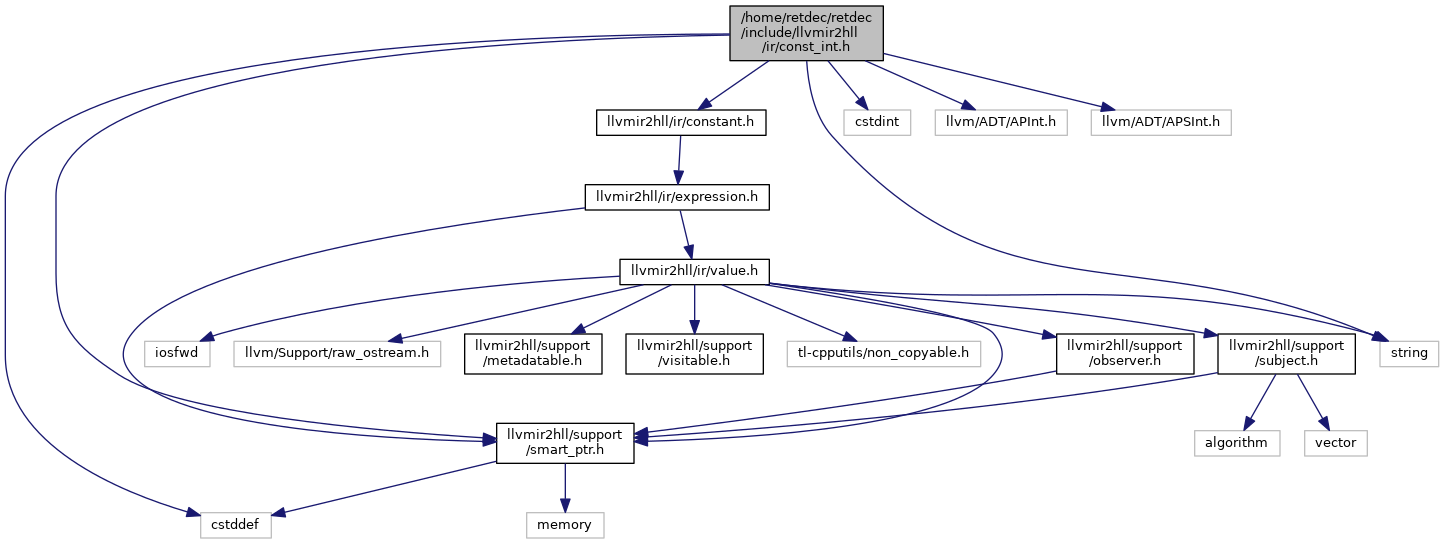 /home/retdec/retdec
/include/llvmir2hll
/ir/const_int.h
llvmir2hll/ir/constant.h
cstdint
llvm/ADT/APInt.h
llvm/ADT/APSInt.h
llvmir2hll/ir/expression.h
llvmir2hll/ir/value.h
iosfwd
llvm/Support/raw_ostream.h
llvmir2hll/support
/metadatable.h
llvmir2hll/support
/visitable.h
tl-cpputils/non_copyable.h
llvmir2hll/support
/observer.h
llvmir2hll/support
/subject.h
string
llvmir2hll/support
/smart_ptr.h
algorithm
vector
cstddef
memory